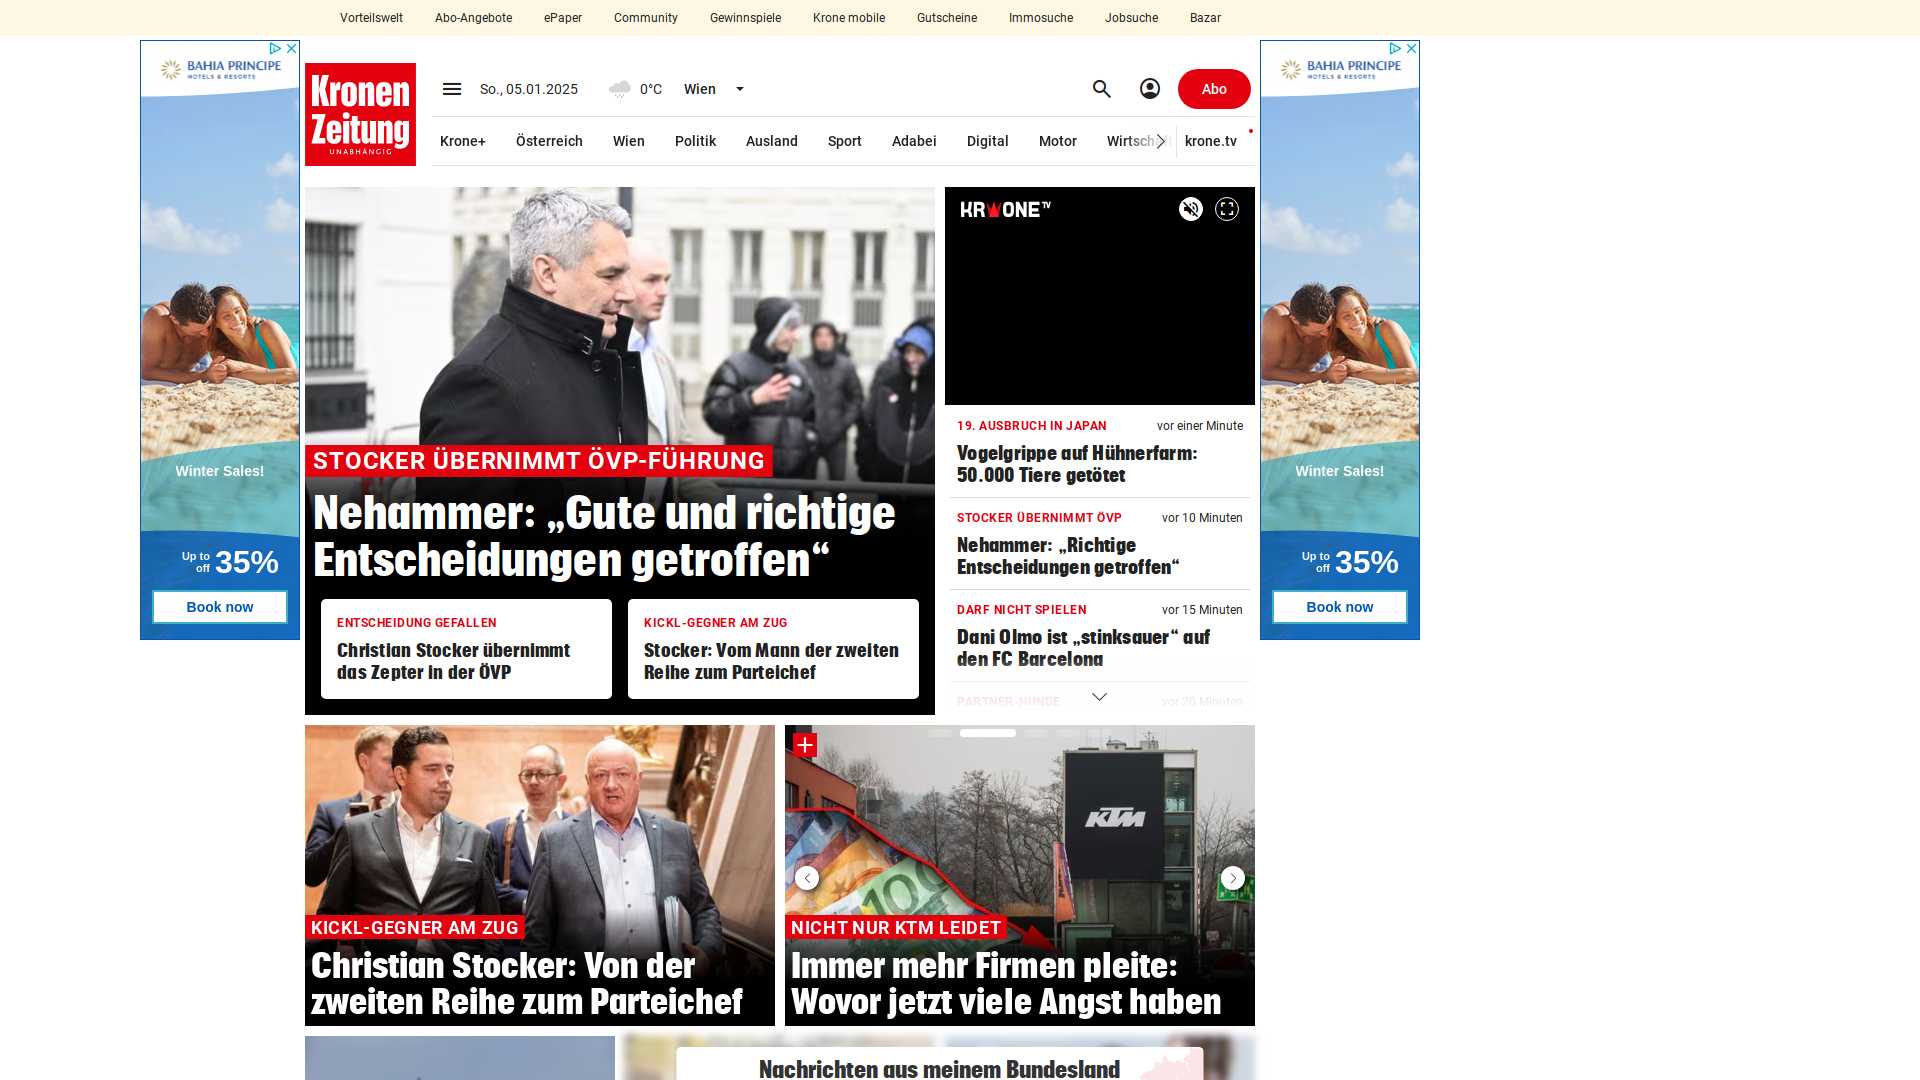 Vorteilswelt
Abo-Angebote
ePaper
Community
Gewinnspiele
Krone mobile
Gutscheine
Immosuche
Jobsuche
Bazar
BAHIA PRINCIPE
HOTELS & RESORTS
Winter Sales!
Up to
off 35%
Book now
Kronen
Zeitung
UNABHÄNGIG
So., 05.01.2025
0°C
Wien
Abo
Krone+
Österreich
Wien
Politik
Ausland
Sport
Adabei
Digital
Motor
Wirtschaft
krone.tv
STOCKER ÜBERNIMMT ÖVP-FÜHRUNG
Nehammer: „Gute und richtige
Entscheidungen getroffen“
ENTSCHEIDUNG GEFALLEN
Christian Stocker übernimmt
das Zepter in der ÖVP
KICKL-GEGNER AM ZUG
Stocker: Vom Mann der zweiten
Reihe zum Parteichef
KRONE TV
19. AUSBRUCH IN JAPAN
vor einer Minute
Vogelgrippe auf Hühnerfarm:
50.000 Tiere getötet
STOCKER ÜBERNIMMT ÖVP
vor 10 Minuten
Nehammer: „Richtige
Entscheidungen getroffen“
DARF NICHT SPIELEN
vor 15 Minuten
Dani Olmo ist „stinksauer“ auf
den FC Barcelona
PARTNER-HUNDE
vor 20 Minuten
BAHIA PRINCIPE
HOTELS & RESORTS
Winter Sales!
Up to
off 35%
Book now
KICKL-GEGNER AM ZUG
Christian Stocker: Von der
zweiten Reihe zum Parteichef
KTM
100
NICHT NUR KTM LEIDET
Immer mehr Firmen pleite:
Wovor jetzt viele Angst haben
Nachrichten aus meinem Bundesland